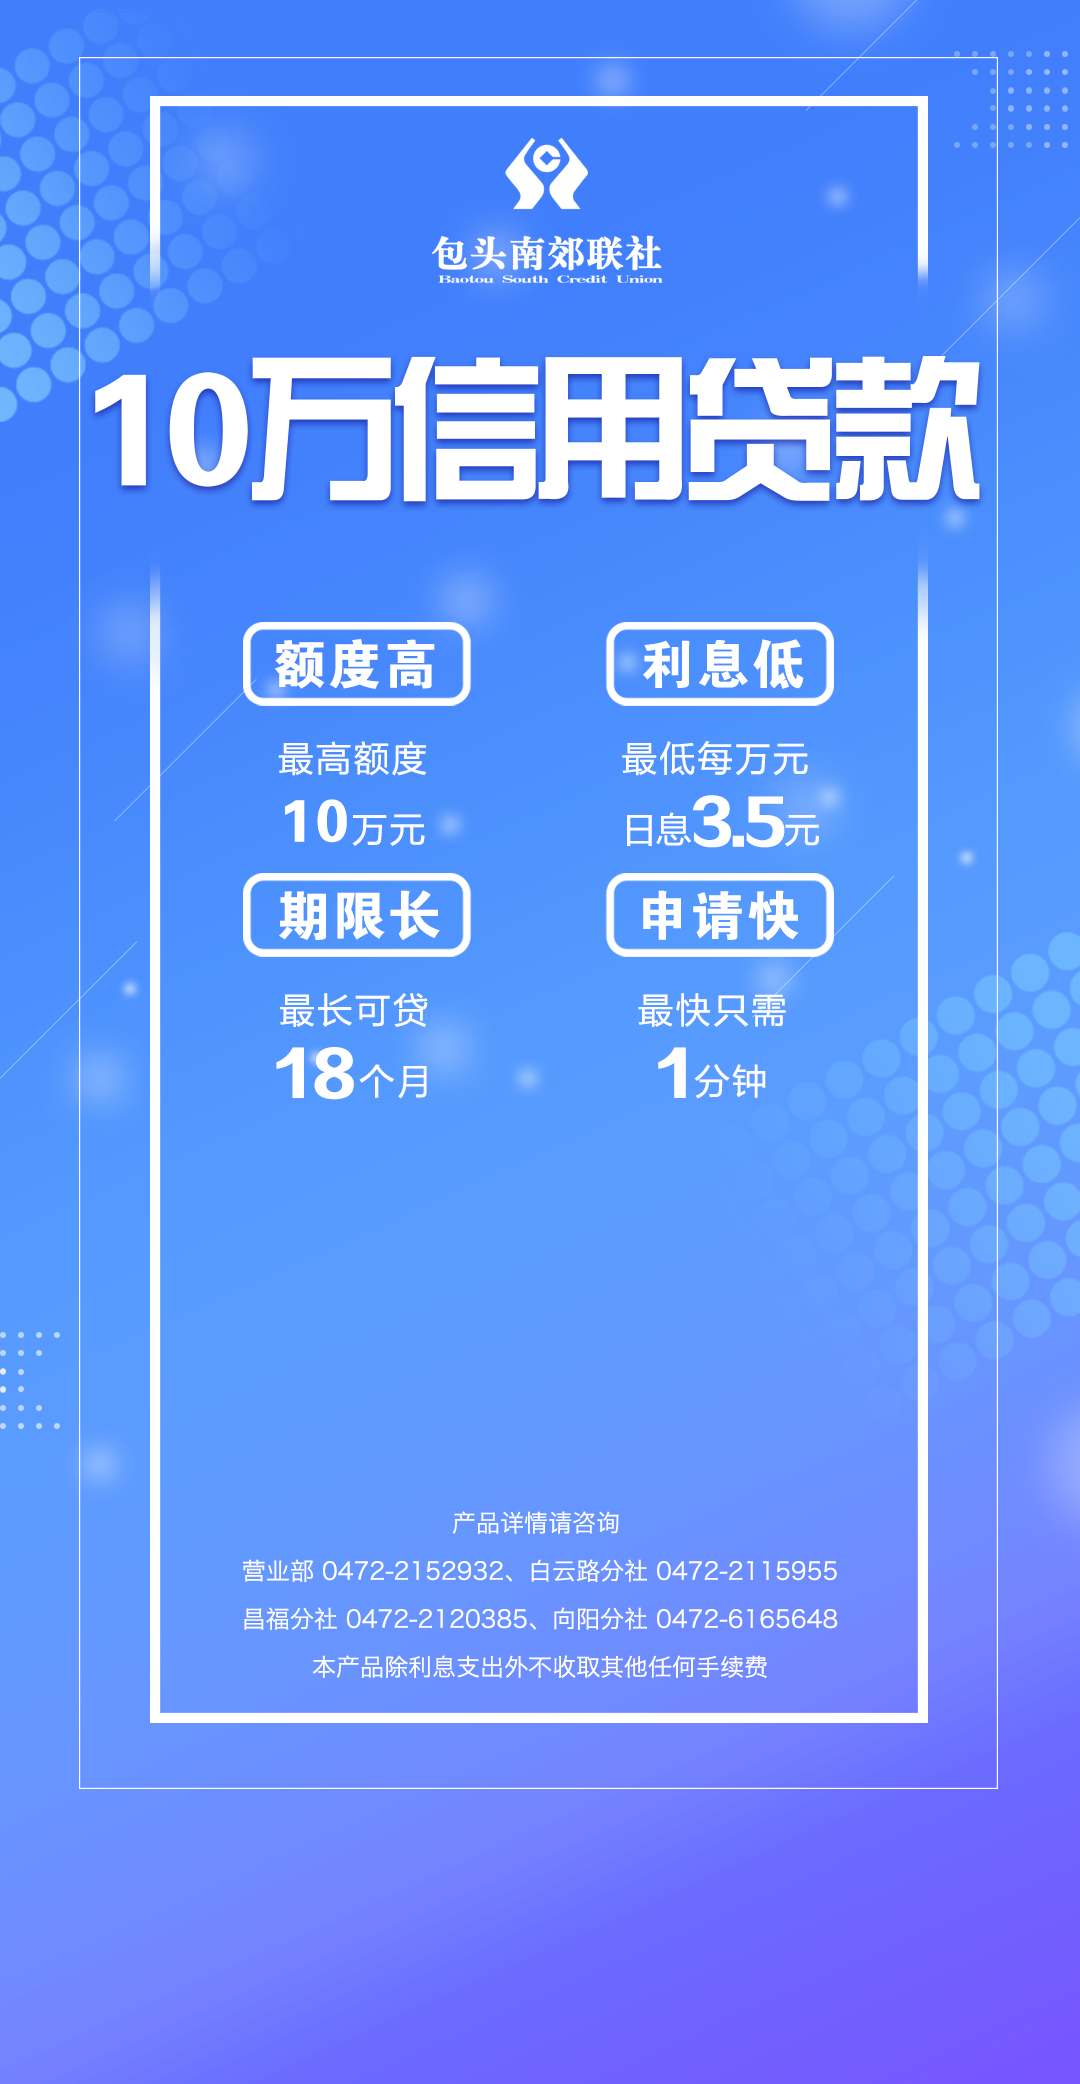 包头南郊联社
Baotou South Credit Union
10万信用贷款
额度高
最高额度
10万元
利息低
最低每万元
日息3.5元
期限长
最长可贷
18个月
申请快
最快只需
1分钟
产品详情请咨询
营业部 0472-2152932、白云路分社 0472-2115955
昌福分社 0472-2120385、向阳分社 0472-6165648
本产品除利息支出外不收取其他任何手续费